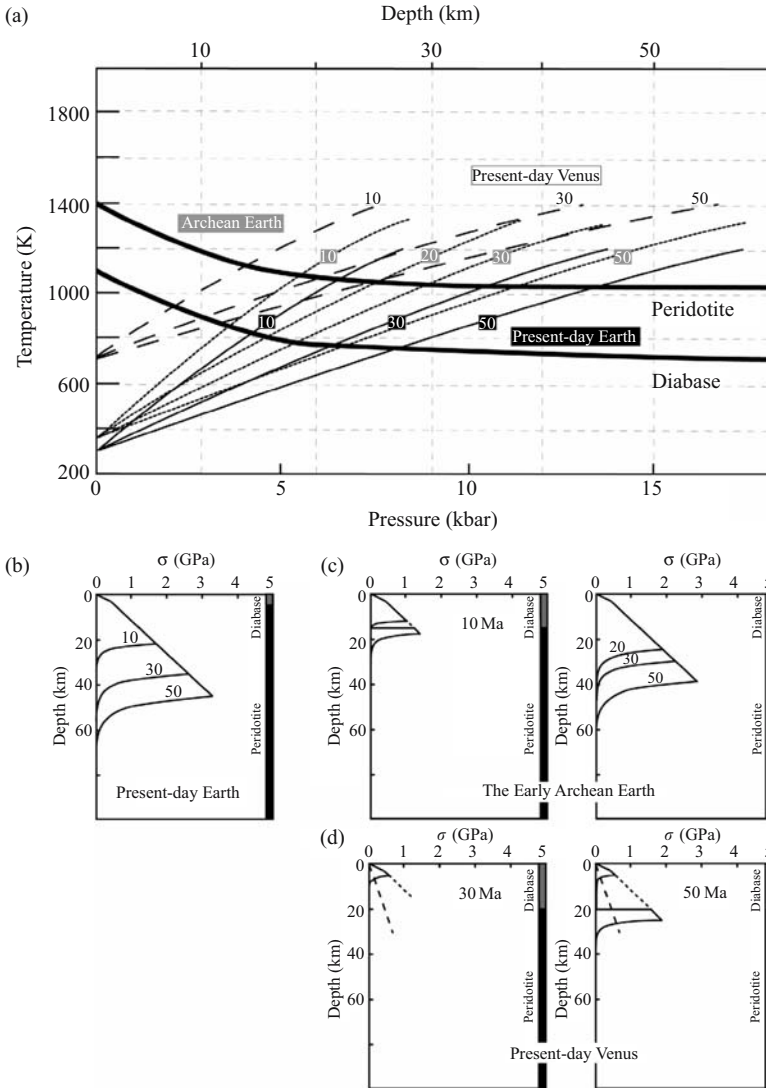 (a)
Depth (km)
10 30 50
1800
1400
1000
600
200
Temperature (K)
Present-day Venus
10 30 50
Archean Earth
10 20 30 50
10 30 50
Peridotite
Present-day Earth
Diabase
0 5 10 15
Pressure (kbar)
(b)
σ (GPa)
0 1 2 3 4 5
0
20
40
60
Depth (km)
10
30
50
Diabase
Peridotite
Present-day Earth
(c)
σ (GPa)
0 1 2 3 4 5
0
20
40
60
Depth (km)
10 Ma
Diabase
Peridotite
σ (GPa)
0 1 2 3 4 5
0
20
40
60
Depth (km)
20
30
50
Diabase
Peridotite
The Early Archean Earth
(d)
σ (GPa)
0 1 2 3 4 5
0
20
40
60
Depth (km)
30 Ma
Diabase
Peridotite
σ (GPa)
0 1 2 3 4 5
0
20
40
60
Depth (km)
50 Ma
Diabase
Peridotite
Present-day Venus